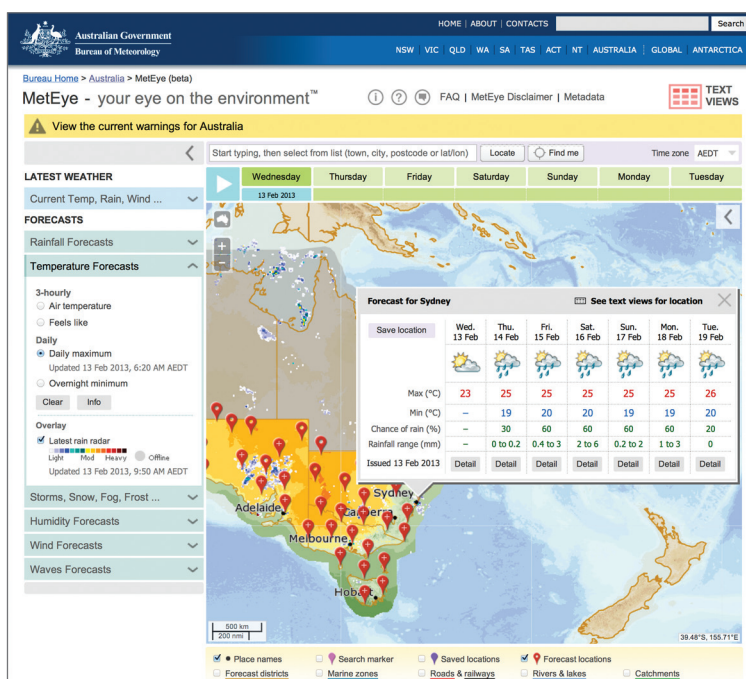 HOME | ABOUT | CONTACTS Search
Australian Government
Bureau of Meteorology
NSW VIC QLD WA SA TAS ACT NT AUSTRALIA GLOBAL ANTARCTICA
Bureau Home > Australia > MetEye (beta)
MetEye - your eye on the environment™
i ? FAQ | MetEye Disclaimer | Metadata
TEXT
VIEWS
View the current warnings for Australia
Start typing, then select from list (town, city, postcode or lat/lon) Locate Find me Time zone AEDT
LATEST WEATHER
Current Temp, Rain, Wind ...
FORECASTS
Rainfall Forecasts
Temperature Forecasts
3-hourly
Air temperature
Feels like
Daily
Daily maximum
Updated 13 Feb 2013, 6:20 AM AEDT
Overnight minimum
Clear Info
Overlay
Latest rain radar
Light Mod Heavy Offline
Updated 13 Feb 2013, 9:50 AM AEDT
Storms, Snow, Fog, Frost ...
Humidity Forecasts
Wind Forecasts
Waves Forecasts
Wednesday Thursday Friday Saturday Sunday Monday Tuesday
13 Feb 2013
Forecast for Sydney See text views for location
Save location
Wed. Thu. Fri. Sat. Sun. Mon. Tue.
13 Feb 14 Feb 15 Feb 16 Feb 17 Feb 18 Feb 19 Feb
Max (°C) 23 25 25 25 25 25 26
Min (°C) – 19 20 20 19 19 20
Chance of rain (%) – 30 60 60 60 60 20
Rainfall range (mm) – 0 to 0.2 0.4 to 3 2 to 6 0.2 to 2 1 to 3 0
Issued 13 Feb 2013 Detail Detail Detail Detail Detail Detail Detail
Sydney
Adelaide
Canberra
Melbourne
Hobart
500 km
200 nmi
39.48°S, 155.71°E
Place names Search marker Saved locations Forecast locations
Forecast districts Marine zones Roads & railways Rivers & lakes Catchments